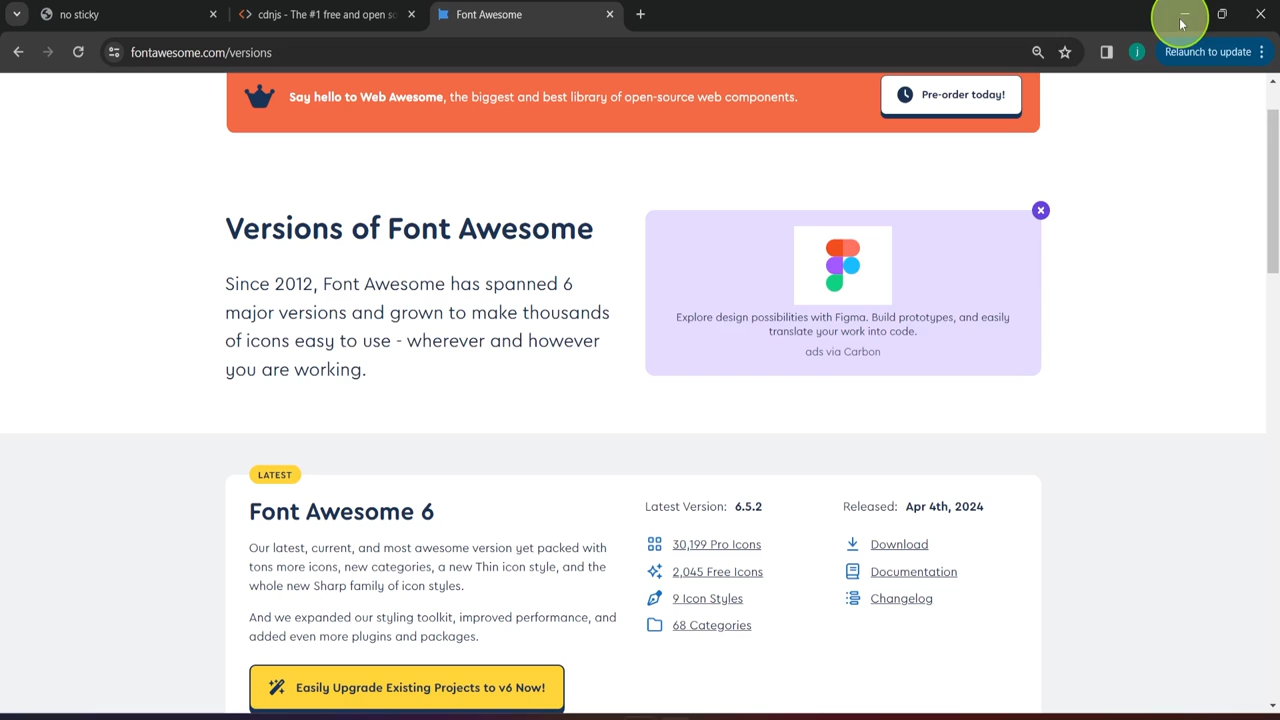 no sticky
cdnjs - The #1 free and open so
Font Awesome
fontawesome.com/versions
j
Relaunch to update
Say hello to Web Awesome, the biggest and best library of open-source web components.
Pre-order today!
Versions of Font Awesome
Since 2012, Font Awesome has spanned 6
major versions and grown to make thousands
of icons easy to use - wherever and however
you are working.
Explore design possibilities with Figma. Build prototypes, and easily
translate your work into code.
ads via Carbon
LATEST
Font Awesome 6
Our latest, current, and most awesome version yet packed with
tons more icons, new categories, a new Thin icon style, and the
whole new Sharp family of icon styles.
And we expanded our styling toolkit, improved performance, and
added even more plugins and packages.
Easily Upgrade Existing Projects to v6 Now!
Latest Version: 6.5.2
30,199 Pro Icons
2,045 Free Icons
9 Icon Styles
68 Categories
Released: Apr 4th, 2024
Download
Documentation
Changelog